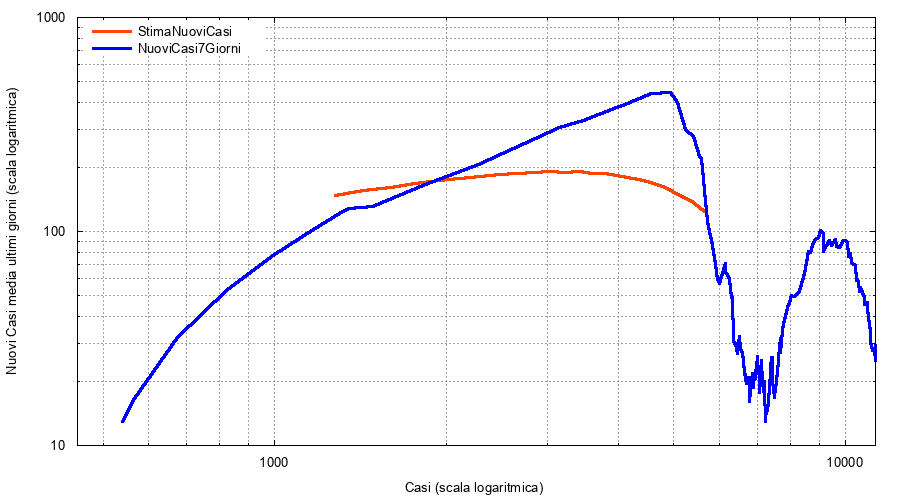 1000
StimaNuoviCasi
NuoviCasi7Giorni
Nuovi Casi media ultimi giorni (scala logaritmica)
100
10
1000
10000
Casi (scala logaritmica)